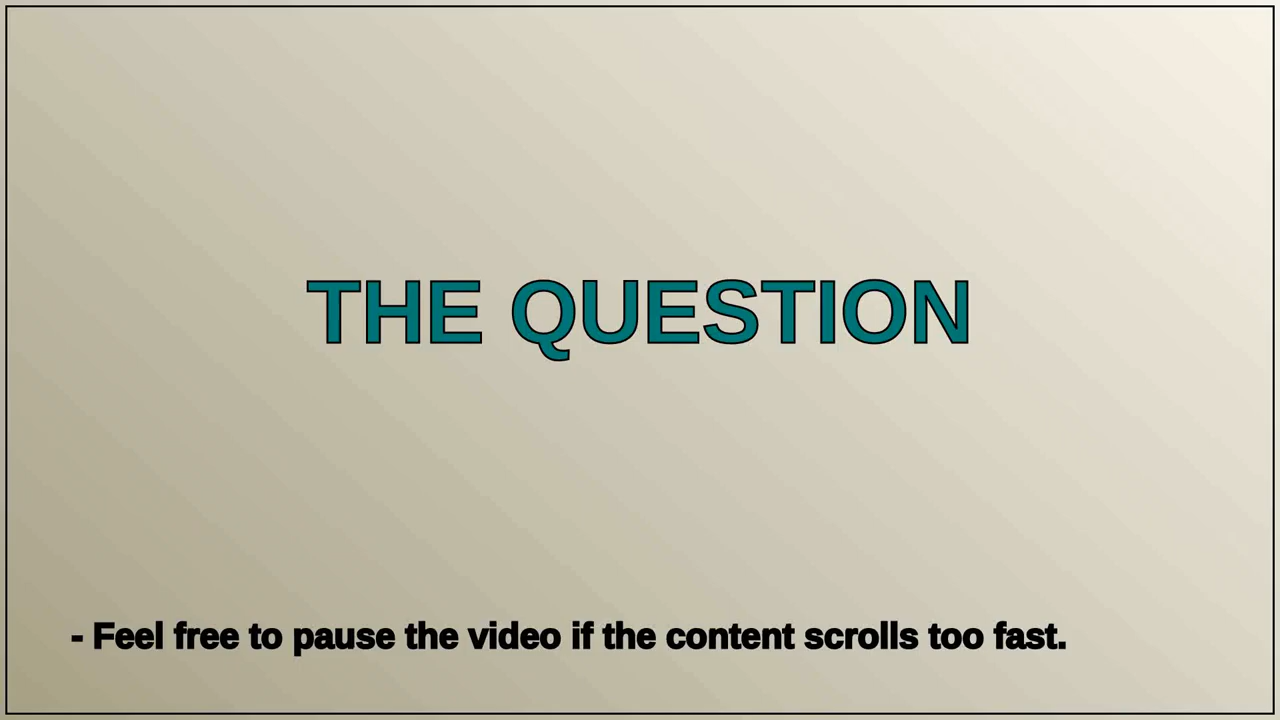 THE QUESTION
- Feel free to pause the video if the content scrolls too fast.